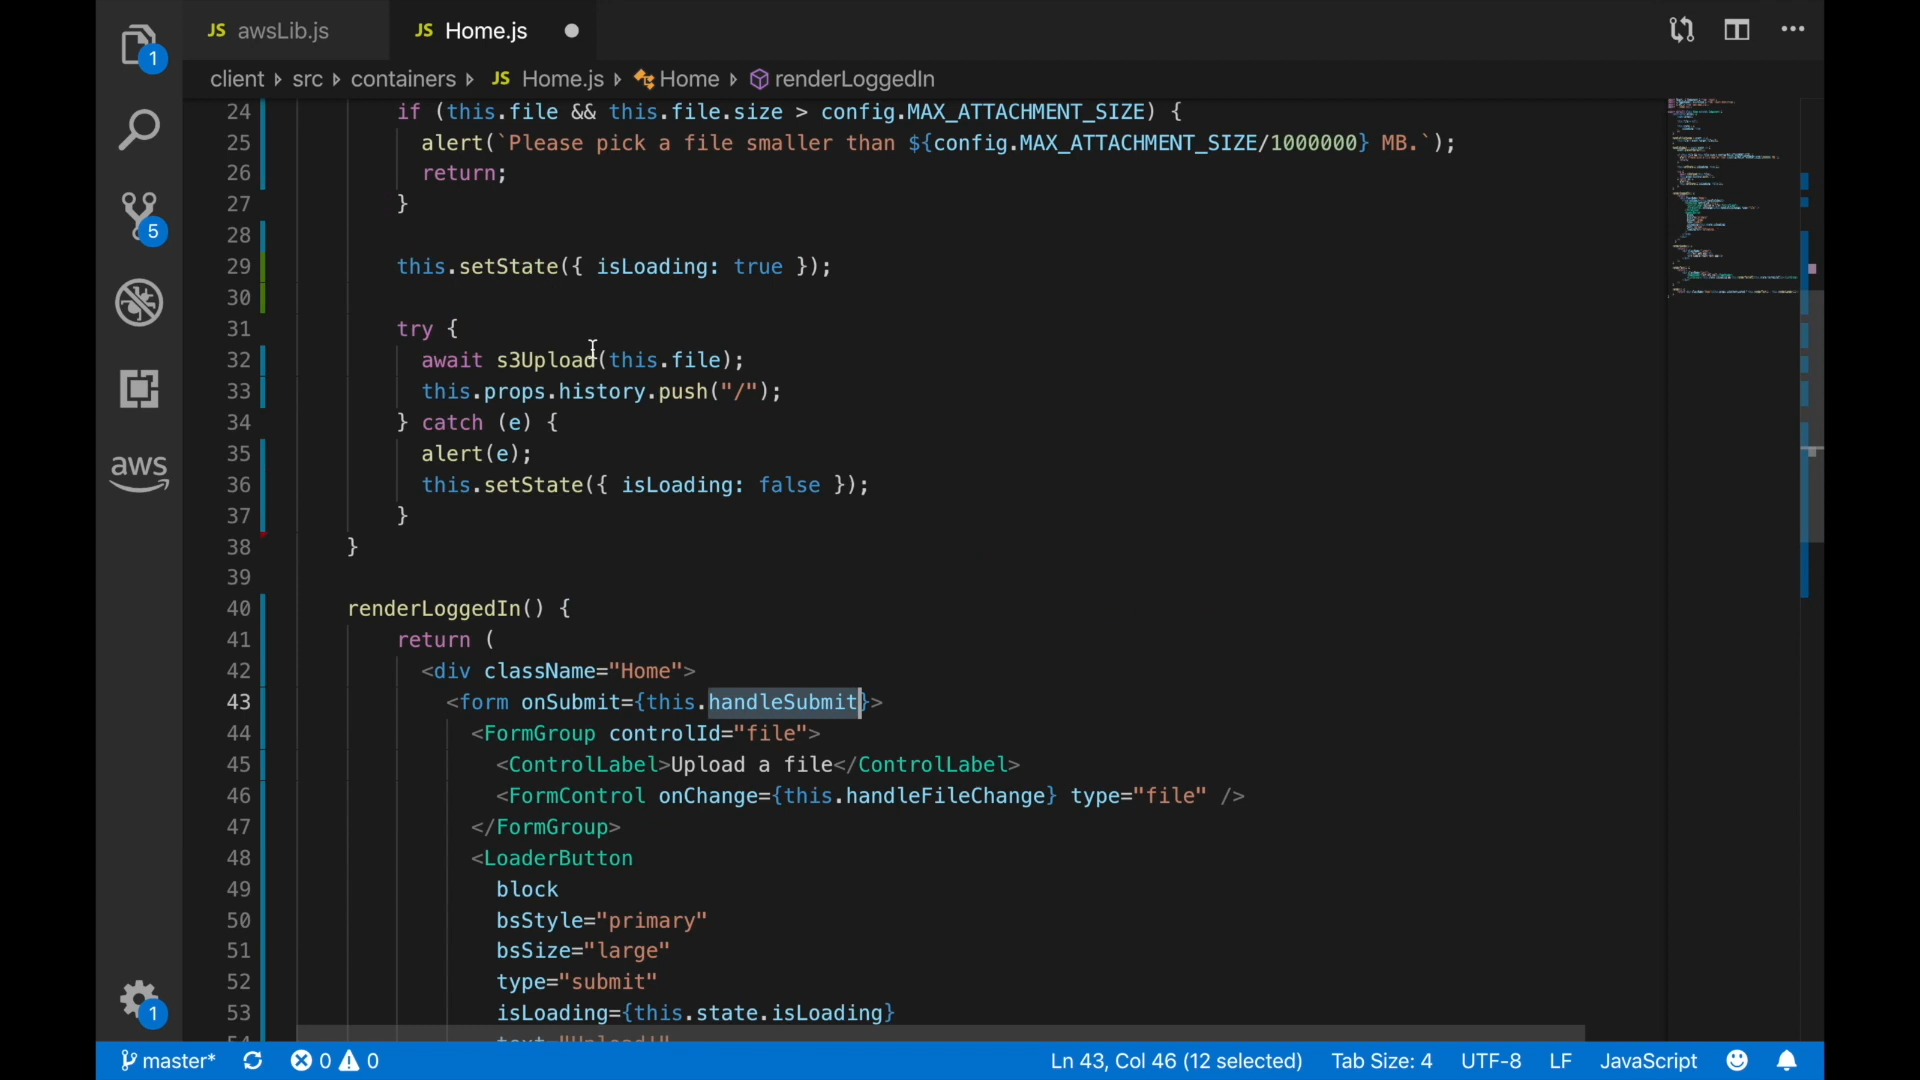 1
JS awsLib.js
JS Home.js
client src containers JS Home.js Home renderLoggedIn
24 if (this.file && this.file.size > config.MAX_ATTACHMENT_SIZE) {
25 alert(`Please pick a file smaller than ${config.MAX_ATTACHMENT_SIZE/1000000} MB.`);
26 return;
27 }
28
29 this.setState({ isLoading: true });
30
31 try {
32 await s3Upload(this.file);
33 this.props.history.push("/");
34 } catch (e) {
35 alert(e);
36 this.setState({ isLoading: false });
37 }
38 }
39
40 renderLoggedIn() {
41 return (
42 <div className="Home">
43 <form onSubmit={this.handleSubmit}>
44 <FormGroup controlId="file">
45 <ControlLabel>Upload a file</ControlLabel>
46 <FormControl onChange={this.handleFileChange} type="file" />
47 </FormGroup>
48 <LoaderButton
49 block
50 bsStyle="primary"
51 bsSize="large"
52 type="submit"
53 isLoading={this.state.isLoading}
5
aws
1
master* 0 0 Ln 43, Col 46 (12 selected) Tab Size: 4 UTF-8 LF JavaScript